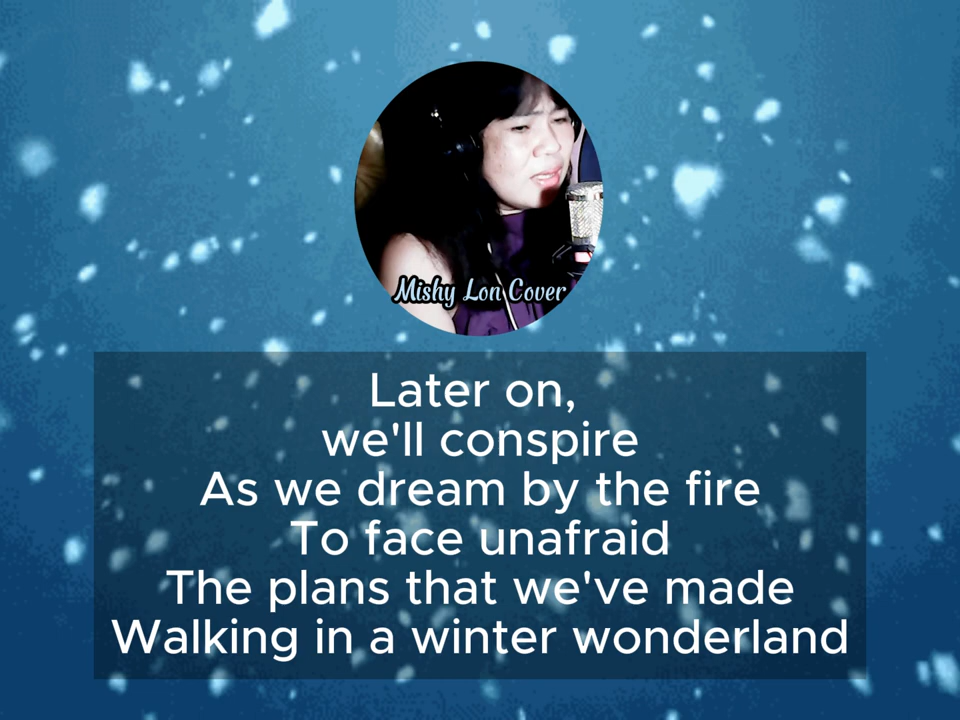 Mishy Lon Cover
Later on,
we'll conspire
As we dream by the fire
To face unafraid
The plans that we've made
Walking in a winter wonderland